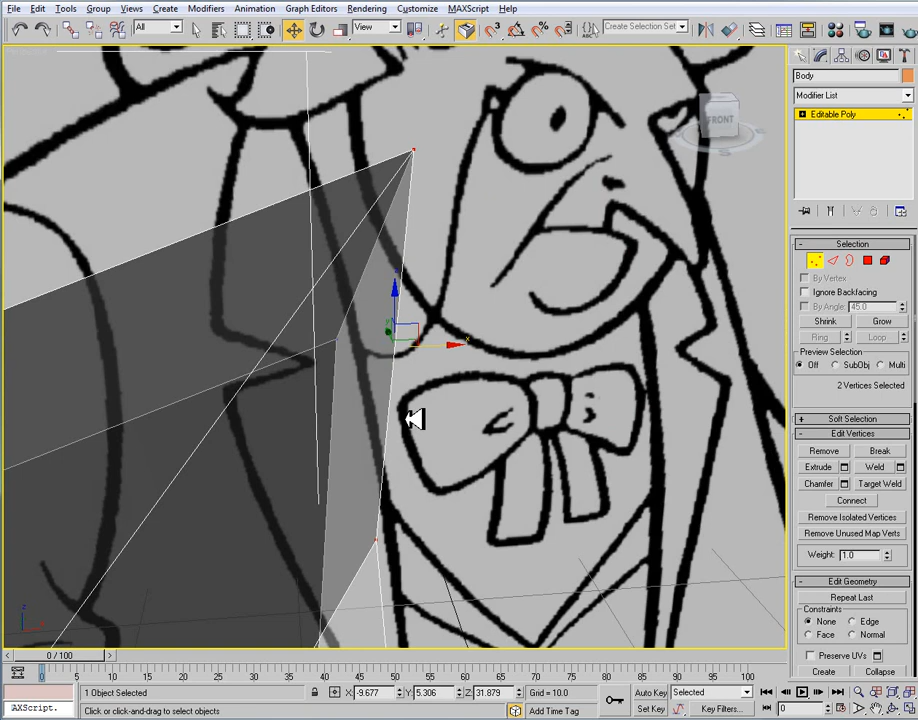 File Edit Tools Group Views Create Modifiers Animation Graph Editors Rendering Customize MAXScript Help
All View 3 Create Selection Set
Body
Modifier List
FRONT
Editable Poly
Selection
By Vertex
Ignore Backfacing
By Angle: 45.0
Shrink Grow
Ring Loop
Preview Selection
Off SubObj Multi
2 Vertices Selected
Soft Selection
Edit Vertices
Remove Break
Extrude Weld
Chamfer Target Weld
Connect
Remove Isolated Vertices
Remove Unused Map Verts
Weight: 1.0
Edit Geometry
Repeat Last
Constraints
None Edge
Face Normal
Preserve UVs
Create Collapse
x
z
0 / 100
0 5 10 15 20 25 30 35 40 45 50 55 60 65 70 75 80 85 90 95 100
1 Object Selected X: -9.677 Y: 5.306 Z: 31.879 Grid = 10.0 Auto Key Selected
AXScript. Click or click-and-drag to select objects Add Time Tag Set Key Key Filters... 0